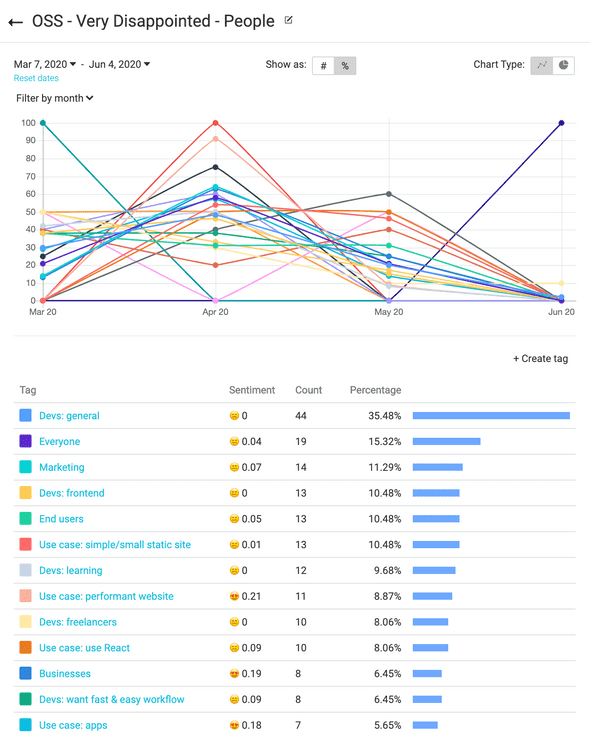 OSS - Very Disappointed - People
Mar 7, 2020 - Jun 4, 2020
Show as: # %
Chart Type:
Reset dates
Filter by month
100
90
80
70
60
50
40
30
20
10
0
Mar 20 Apr 20 May 20 Jun 20
+ Create tag
Tag Sentiment Count Percentage
Devs: general 0 44 35.48%
Everyone 0.04 19 15.32%
Marketing 0.07 14 11.29%
Devs: frontend 0 13 10.48%
End users 0.05 13 10.48%
Use case: simple/small static site 0.01 13 10.48%
Devs: learning 0 12 9.68%
Use case: performant website 0.21 11 8.87%
Devs: freelancers 0 10 8.06%
Use case: use React 0.09 10 8.06%
Businesses 0.19 8 6.45%
Devs: want fast & easy workflow 0.09 8 6.45%
Use case: apps 0.18 7 5.65%